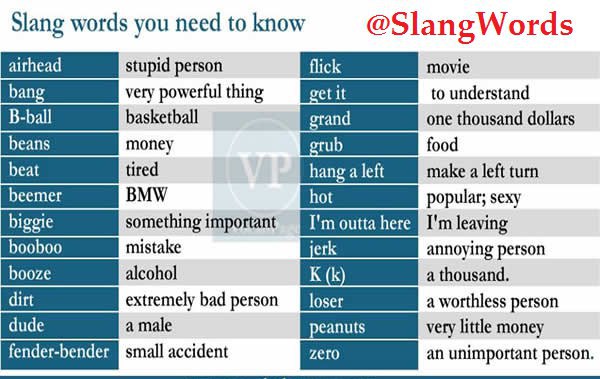 Slang words you need to know
@SlangWords
airhead stupid person
bang very powerful thing
B-ball basketball
beans money
beat tired
beemer BMW
biggie something important
booboo mistake
booze alcohol
dirt extremely bad person
dude a male
fender-bender small accident
flick movie
get it to understand
grand one thousand dollars
grub food
hang a left make a left turn
hot popular; sexy
I'm outta here I'm leaving
jerk annoying person
K (k) a thousand.
loser a worthless person
peanuts very little money
zero an unimportant person.
VP